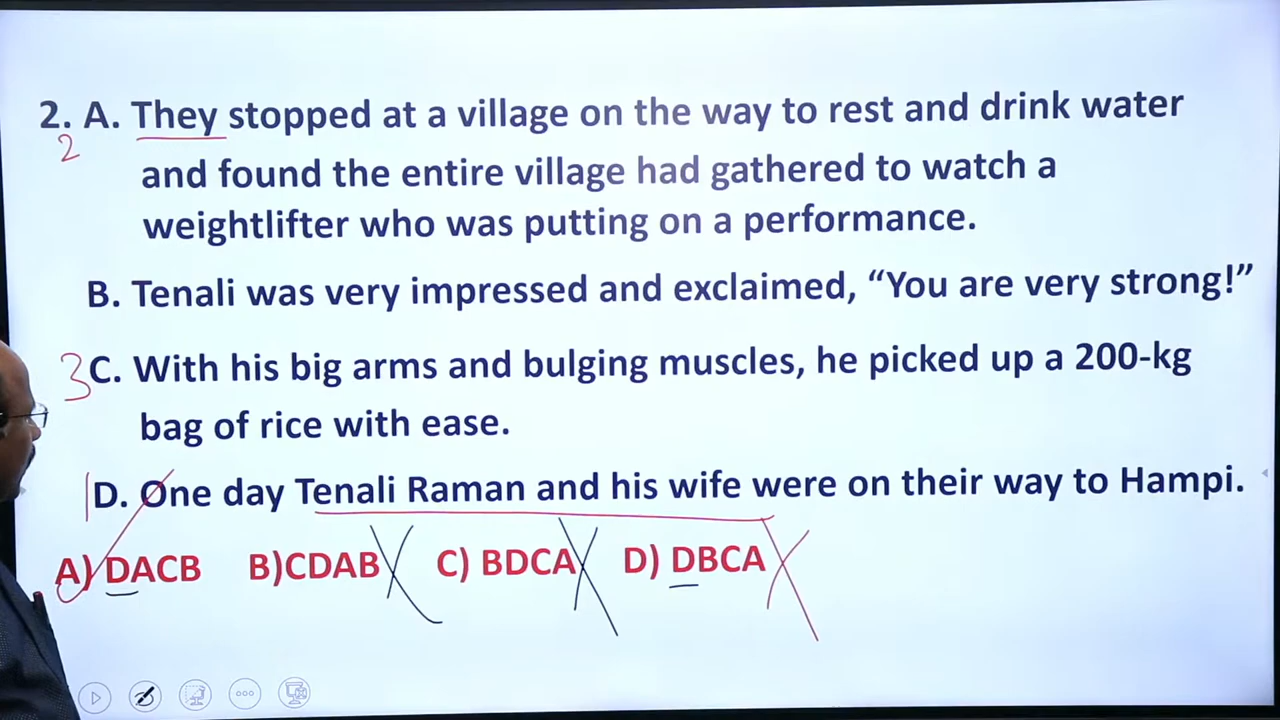 2. A. They stopped at a village on the way to rest and drink water
2
and found the entire village had gathered to watch a
weightlifter who was putting on a performance.
B. Tenali was very impressed and exclaimed, “You are very strong!”
3 C. With his big arms and bulging muscles, he picked up a 200-kg
bag of rice with ease.
1 D. One day Tenali Raman and his wife were on their way to Hampi.
A) DACB B)CDAB C) BDCA D) DBCA